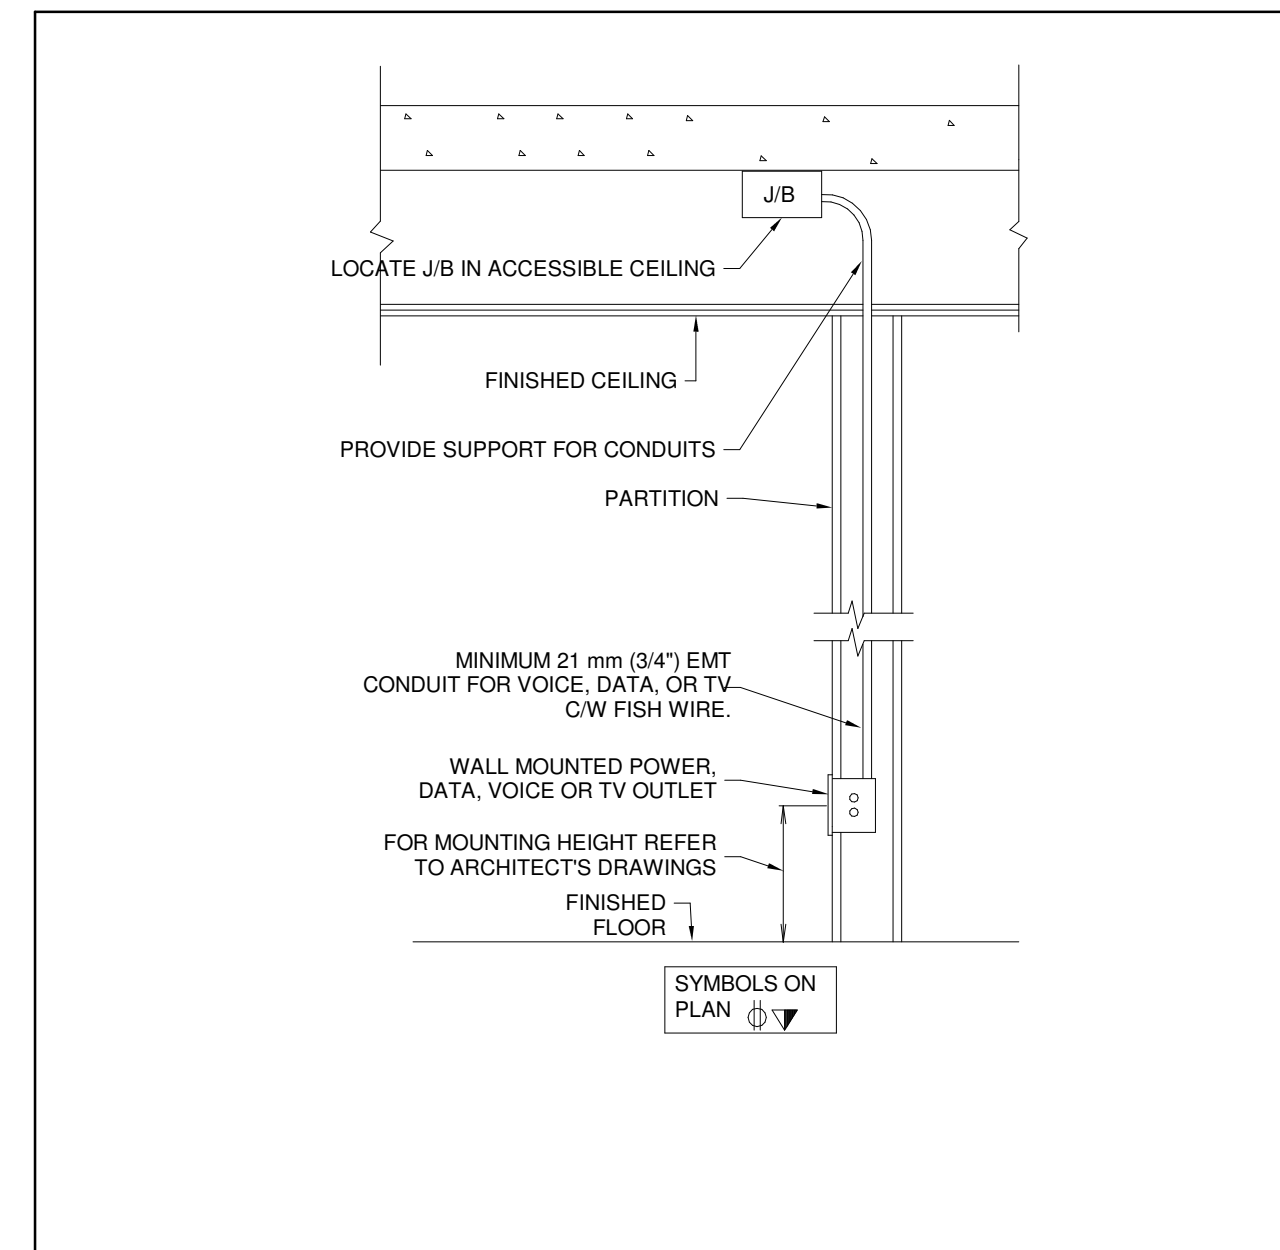 J/B
LOCATE J/B IN ACCESSIBLE CEILING
FINISHED CEILING
PROVIDE SUPPORT FOR CONDUITS
PARTITION
MINIMUM 21 mm (3/4") EMT
CONDUIT FOR VOICE, DATA, OR TV
C/W FISH WIRE.
WALL MOUNTED POWER,
DATA, VOICE OR TV OUTLET
FOR MOUNTING HEIGHT REFER
TO ARCHITECT'S DRAWINGS
FINISHED
FLOOR
SYMBOLS ON
PLAN